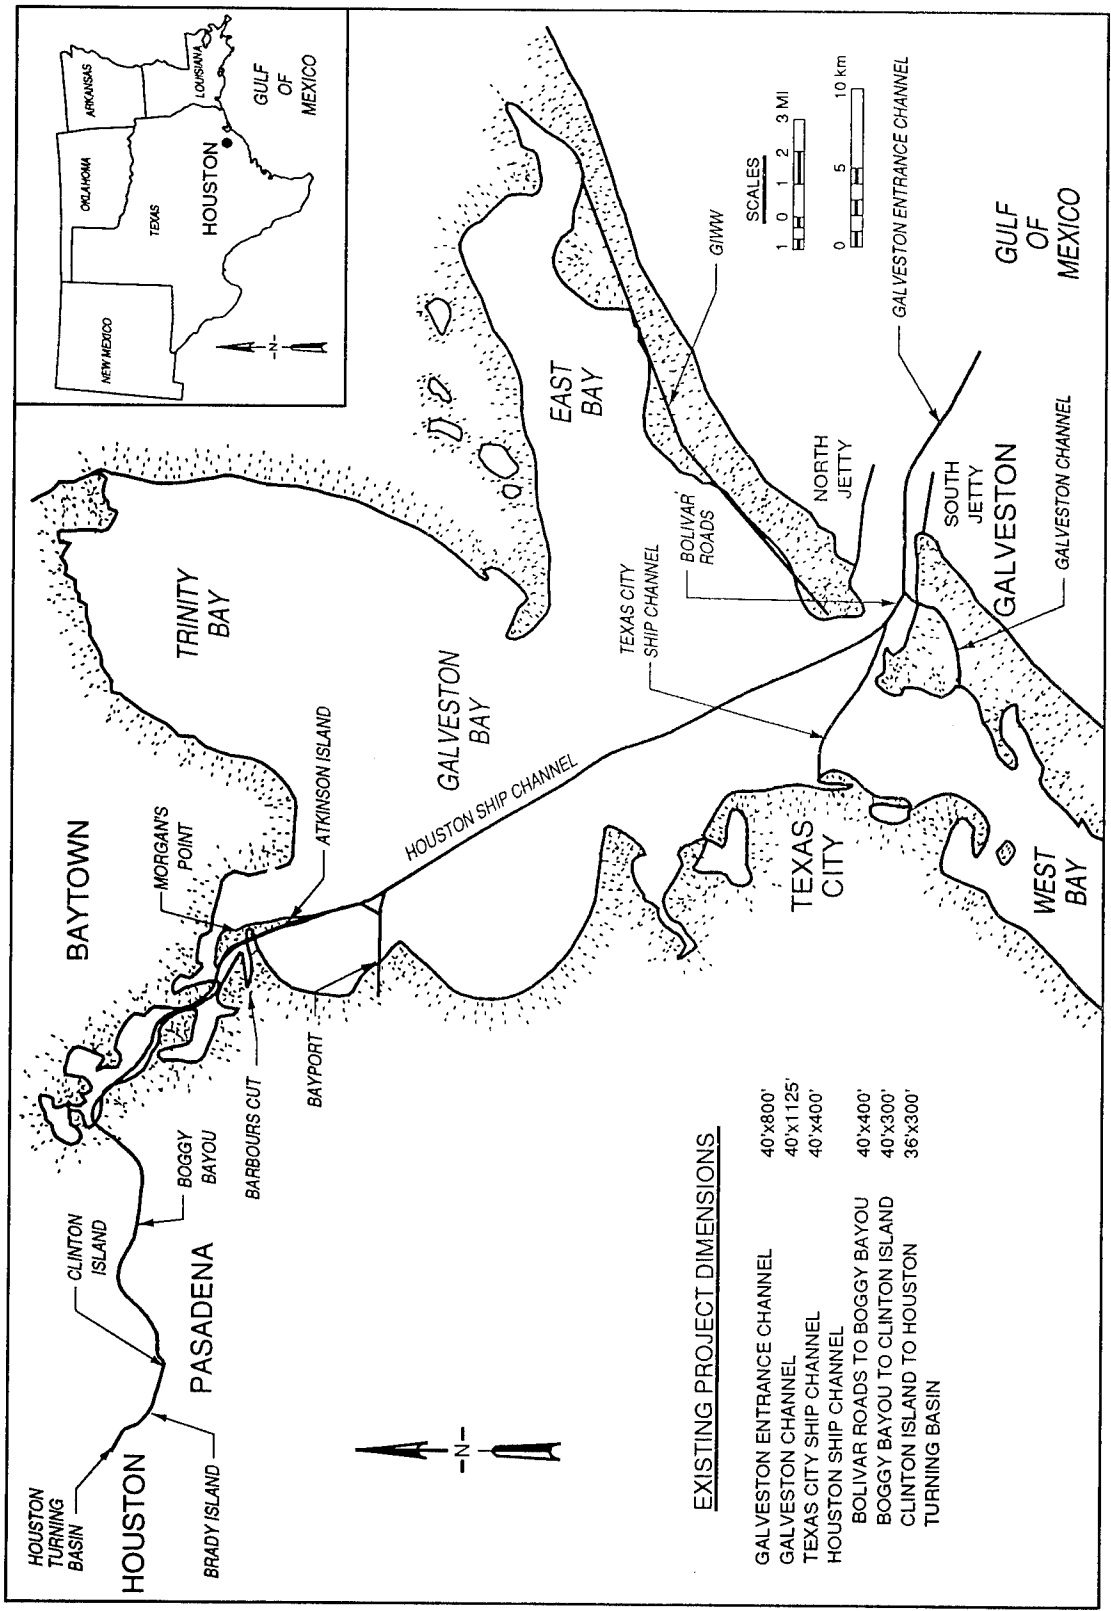 NEW MEXICO
OKLAHOMA
ARKANSAS
TEXAS
LOUISIANA
HOUSTON
GULF
OF
MEXICO
-N-
HOUSTON
TURNING
BASIN
HOUSTON
BRADY ISLAND
CLINTON
ISLAND
PASADENA
BOGGY
BAYOU
BARBOURS CUT
BAYPORT
BAYTOWN
MORGAN'S
POINT
ATKINSON ISLAND
TRINITY
BAY
GALVESTON
BAY
HOUSTON SHIP CHANNEL
EAST
BAY
TEXAS CITY
SHIP CHANNEL
BOLIVAR
ROADS
GIWW
NORTH
JETTY
SOUTH
JETTY
GALVESTON
GALVESTON CHANNEL
GALVESTON ENTRANCE CHANNEL
GULF
OF
MEXICO
TEXAS
CITY
WEST
BAY
SCALES
1 0 1 2 3 MI
0 5 10 km
-N-
EXISTING PROJECT DIMENSIONS
GALVESTON ENTRANCE CHANNEL 40'x800'
GALVESTON CHANNEL 40'x1125'
TEXAS CITY SHIP CHANNEL 40'x400'
HOUSTON SHIP CHANNEL
BOLIVAR ROADS TO BOGGY BAYOU 40'x400'
BOGGY BAYOU TO CLINTON ISLAND 40'x300'
CLINTON ISLAND TO HOUSTON 36'x300'
TURNING BASIN